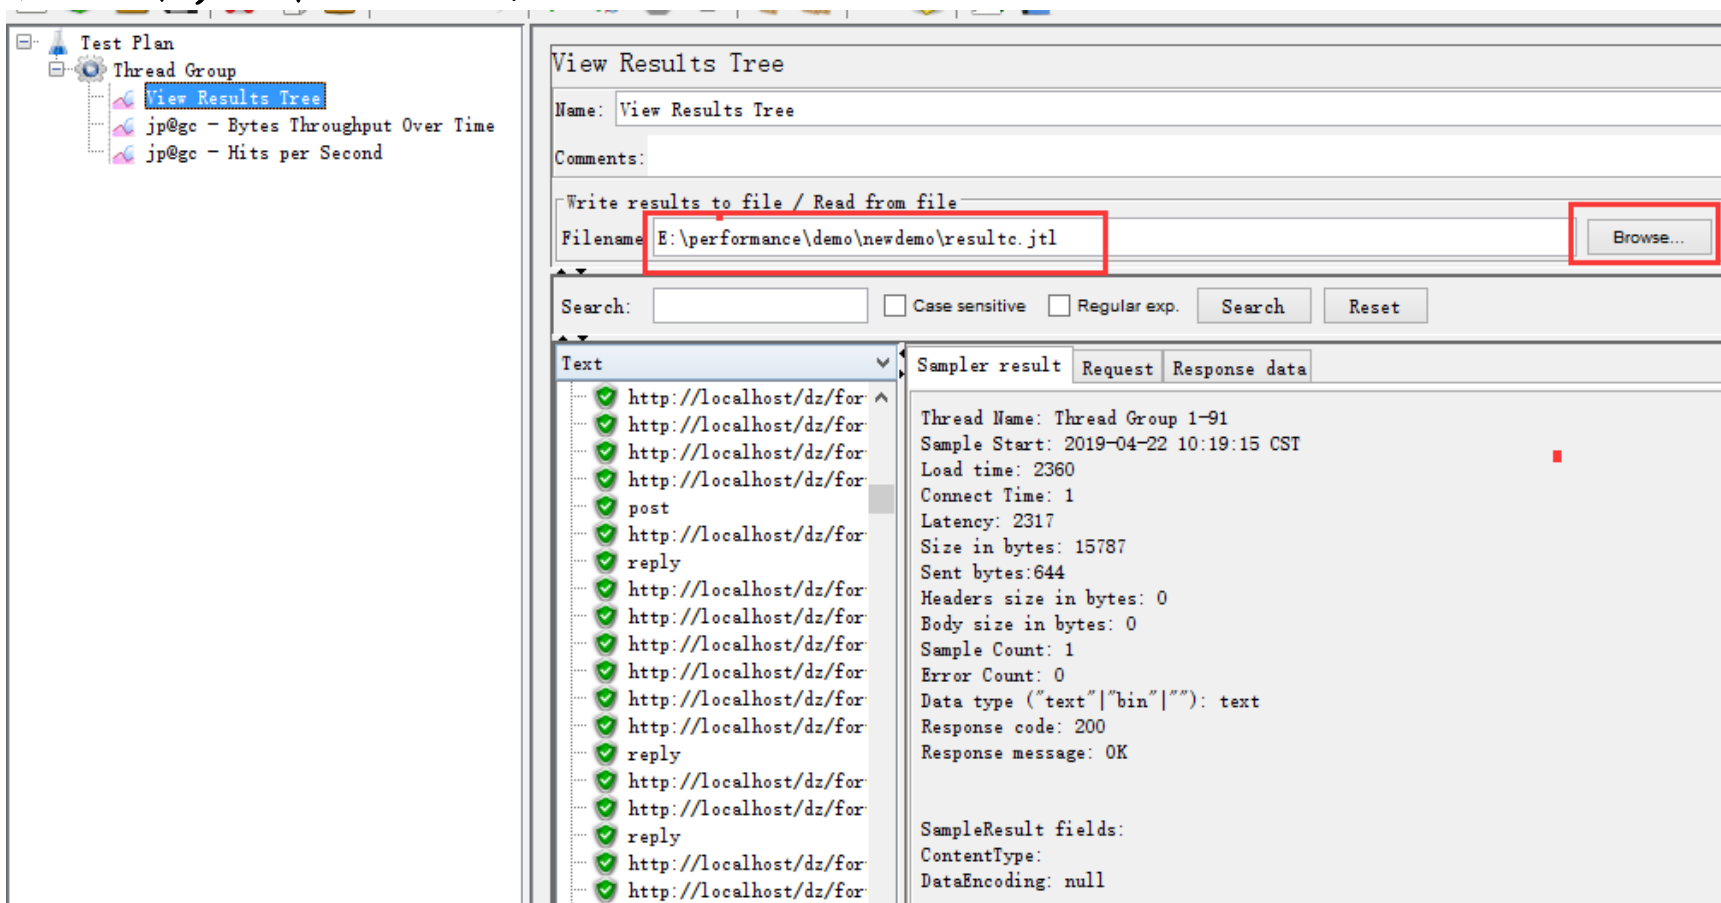 Test Plan
Thread Group
View Results Tree
jp@gc - Bytes Throughput Over Time
jp@gc - Hits per Second
View Results Tree
Name: View Results Tree
Comments:
Write results to file / Read from file
Filename E:\performance\demo\newdemo\resultc.jtl Browse...
Search: Case sensitive Regular exp. Search Reset
Text
http://localhost/dz/for
http://localhost/dz/for
http://localhost/dz/for
http://localhost/dz/for
post
http://localhost/dz/for
reply
http://localhost/dz/for
http://localhost/dz/for
http://localhost/dz/for
http://localhost/dz/for
http://localhost/dz/for
http://localhost/dz/for
reply
http://localhost/dz/for
http://localhost/dz/for
reply
http://localhost/dz/for
http://localhost/dz/for
Sampler result Request Response data
Thread Name: Thread Group 1-91
Sample Start: 2019-04-22 10:19:15 CST
Load time: 2360
Connect Time: 1
Latency: 2317
Size in bytes: 15787
Sent bytes:644
Headers size in bytes: 0
Body size in bytes: 0
Sample Count: 1
Error Count: 0
Data type ("text"|"bin"|""): text
Response code: 200
Response message: OK
SampleResult fields:
ContentType:
DataEncoding: null